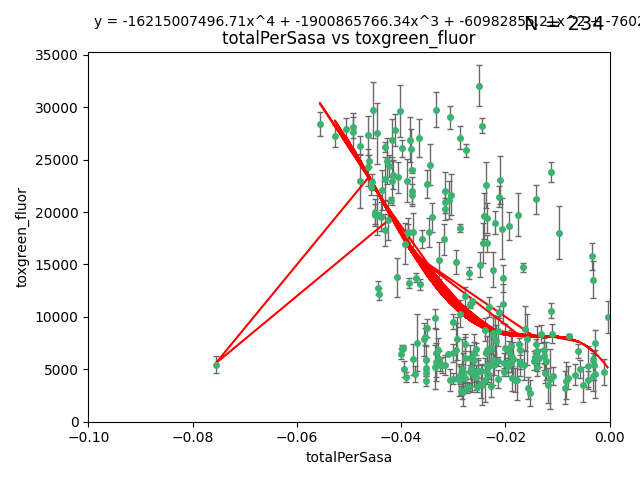 y = -16215007496.71x^4 + -1900865766.34x^3 +
N = 234
totalPerSasa vs toxgreen_fluor
35000
30000
25000
20000
15000
10000
5000
0
toxgreen_fluor
−0.10
−0.08
−0.06
−0.04
−0.02
0.00
totalPerSasa